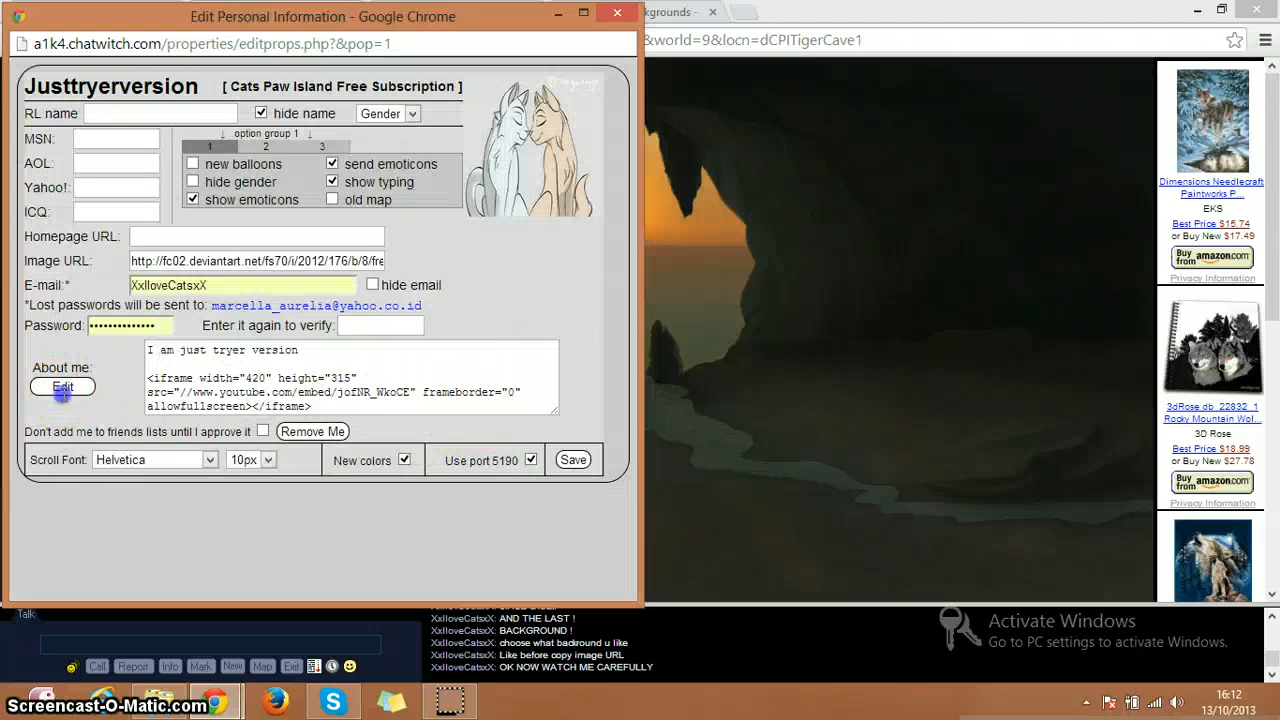 Edit Personal Information - Google Chrome
kgrounds -
a1k4.chatwitch.com/properties/editprops.php?&pop=1
&world=9&locn=dCPITigerCave1
Justtryerversion [ Cats Paw Island Free Subscription ]
RL name hide name Gender
MSN: option group 1
1 2 3
AOL: new balloons send emoticons
Yahoo!: hide gender show typing
ICQ: show emoticons old map
Homepage URL:
Image URL: http://fc02.deviantart.net/fs70/i/2012/176/b/8/fre
E-mail:* XxIloveCatsxX hide email
*Lost passwords will be sent to: marcella_aurelia@yahoo.co.id
Password: •••••••••••••• Enter it again to verify:
About me:
Edit
I am just tryer version
<iframe width="420" height="315"
src="//www.youtube.com/embed/jofNR_WkoCE" frameborder="0"
allowfullscreen></iframe>
Don't add me to friends lists until I approve it Remove Me
Scroll Font: Helvetica 10px New colors Use port 5190 Save
Dimensions Needlecraft
Paintworks P...
EKS
Best Price $15.74
or Buy New $17.49
Buy from amazon.com
Privacy Information
3dRose db_22832_1
Rocky Mountain Wol...
3D Rose
Best Price $18.99
or Buy New $27.78
Buy from amazon.com
Privacy Information
Talk
Call Report Info Mark New Map Exit
XxIloveCatsxX: AND THE LAST !
XxIloveCatsxX: BACKGROUND !
XxIloveCatsxX: choose what backround u like
XxIloveCatsxX: Like before copy image URL
XxIloveCatsxX: OK NOW WATCH ME CAREFULLY
Activate Windows
Go to PC settings to activate Windows.
Screencast-O-Matic.com
16:12
13/10/2013